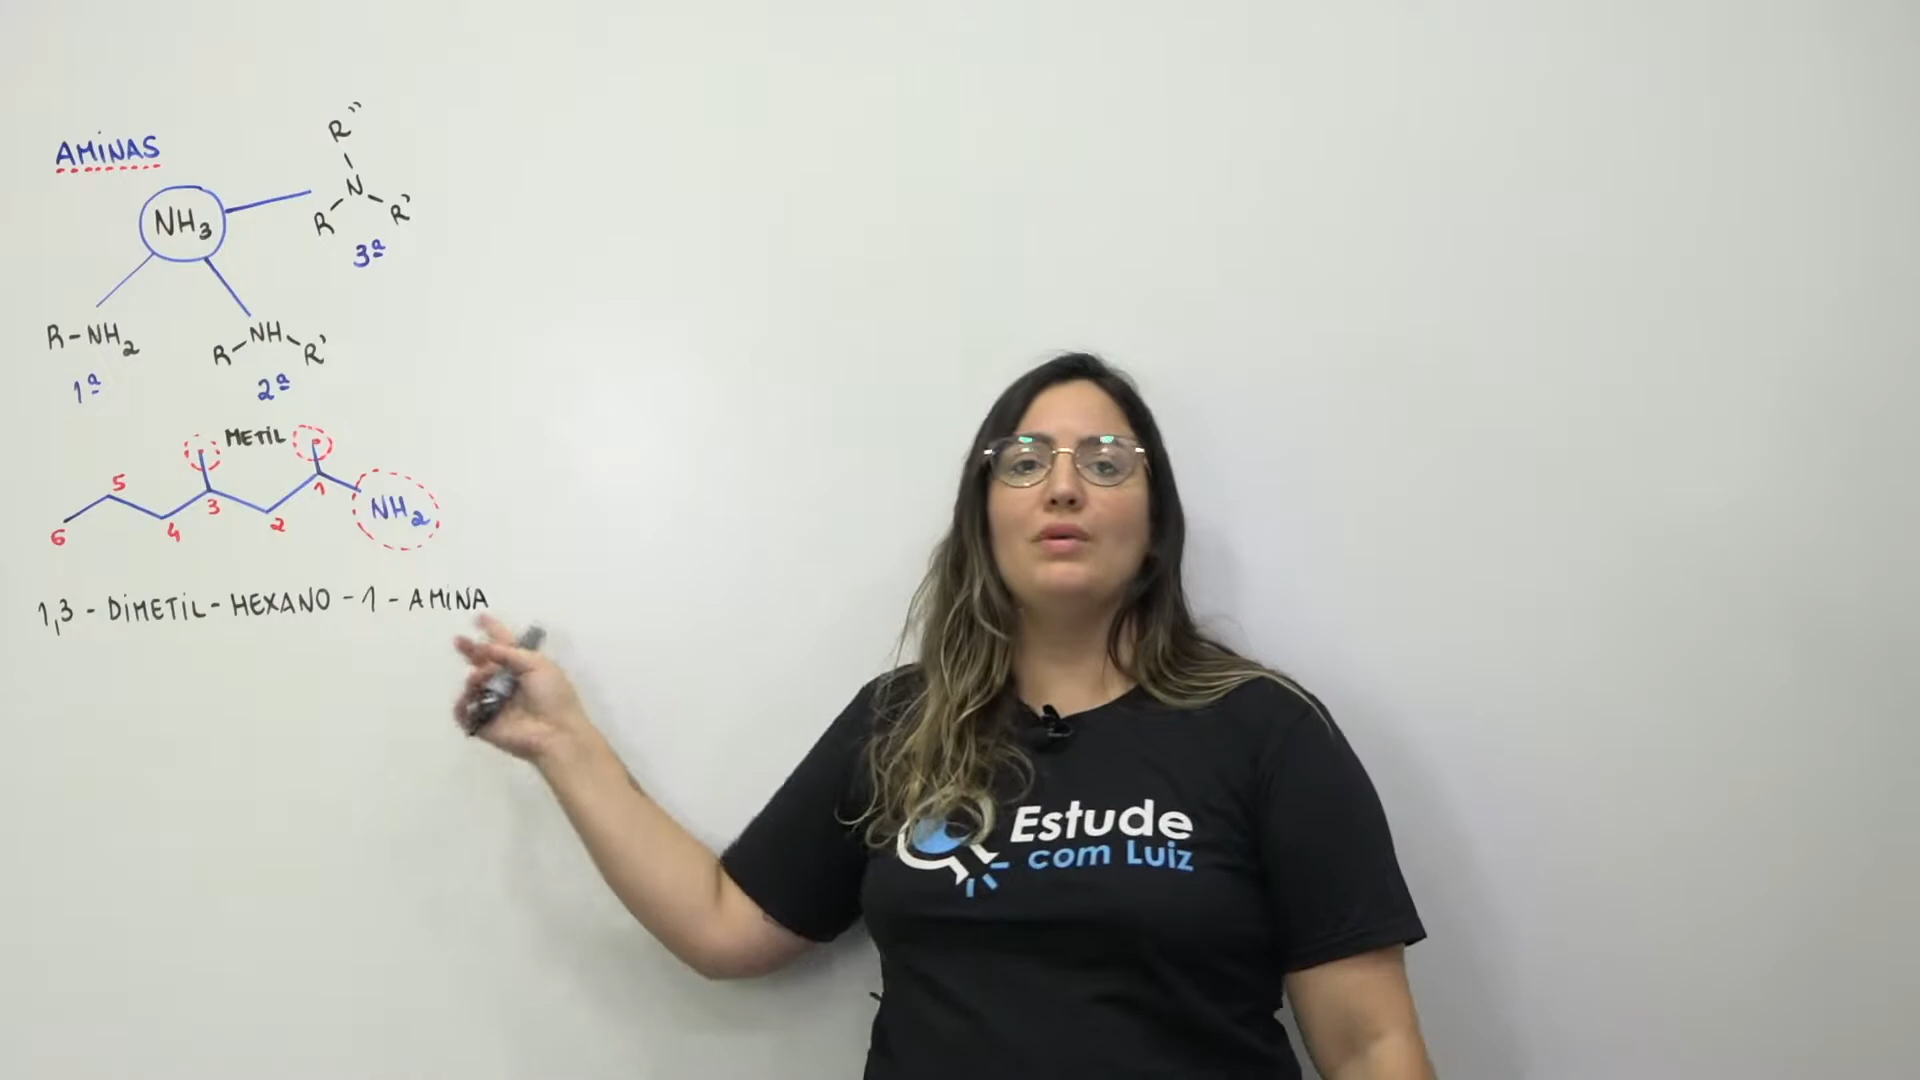 AMINAS
NH3
R"
N
R R'
3ª
R-NH2
1ª
NH
R R'
2ª
METIL
6 5 4 3 2 1
NH2
1,3 - DIMETIL - HEXANO - 1 - AMINA
Estude
com Luiz